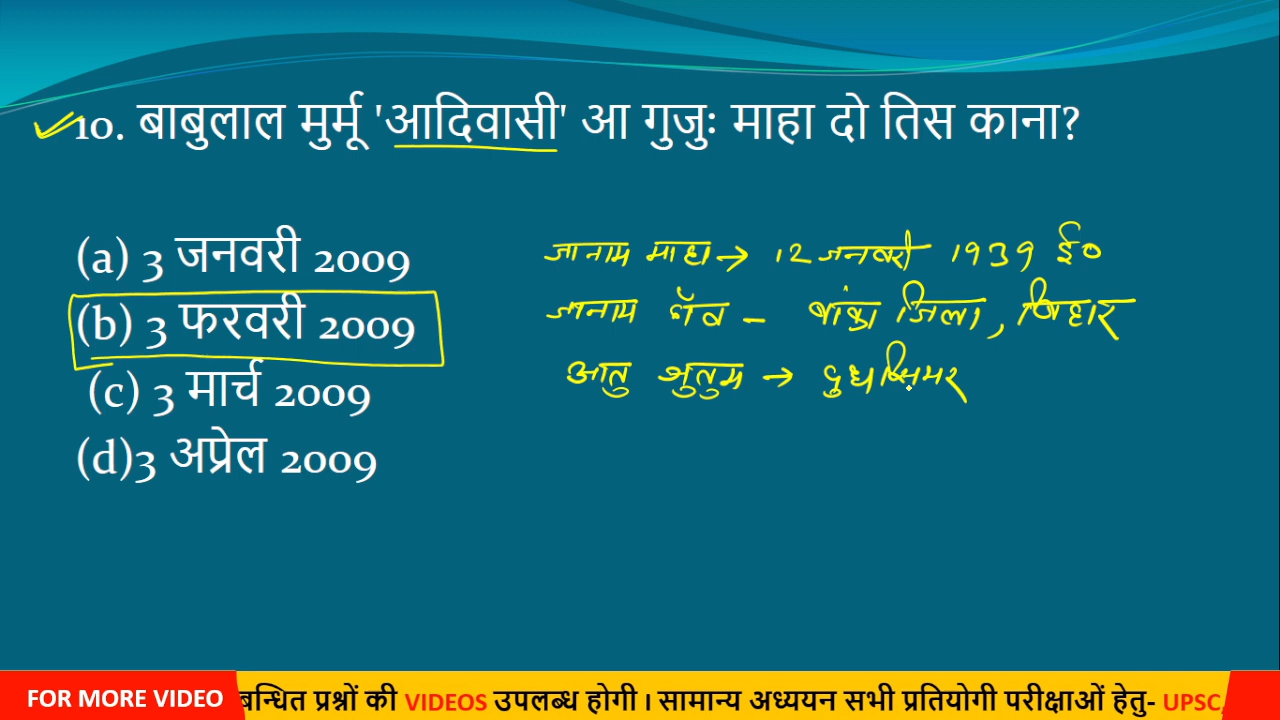 10. बाबुलाल मुर्मू 'आदिवासी' आ गुजुः माहा दो तिस काना?
(a) 3 जनवरी 2009
(b) 3 फरवरी 2009
(c) 3 मार्च 2009
(d)3 अप्रेल 2009
जानाम माहा → 12 जनवरी 1939 ई०
जानाम - बांका जिला, बिहार
आतु ञुतुम → दुधसिमर
FOR MORE VIDEO बन्धित प्रश्नों की VIDEOS उपलब्ध होगी । सामान्य अध्ययन सभी प्रतियोगी परीक्षाओं हेतु- UPSC,